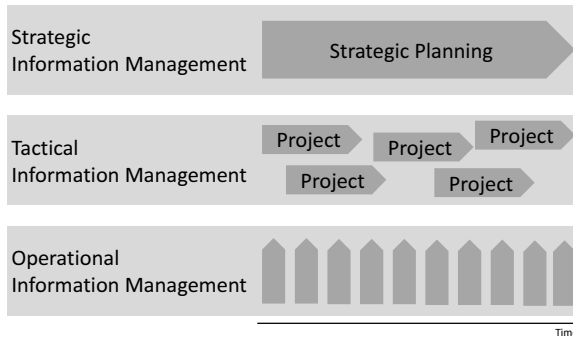 Strategic
Information Management
Strategic Planning
Tactical
Information Management
Project
Project
Project
Project
Project
Operational
Information Management
Tim